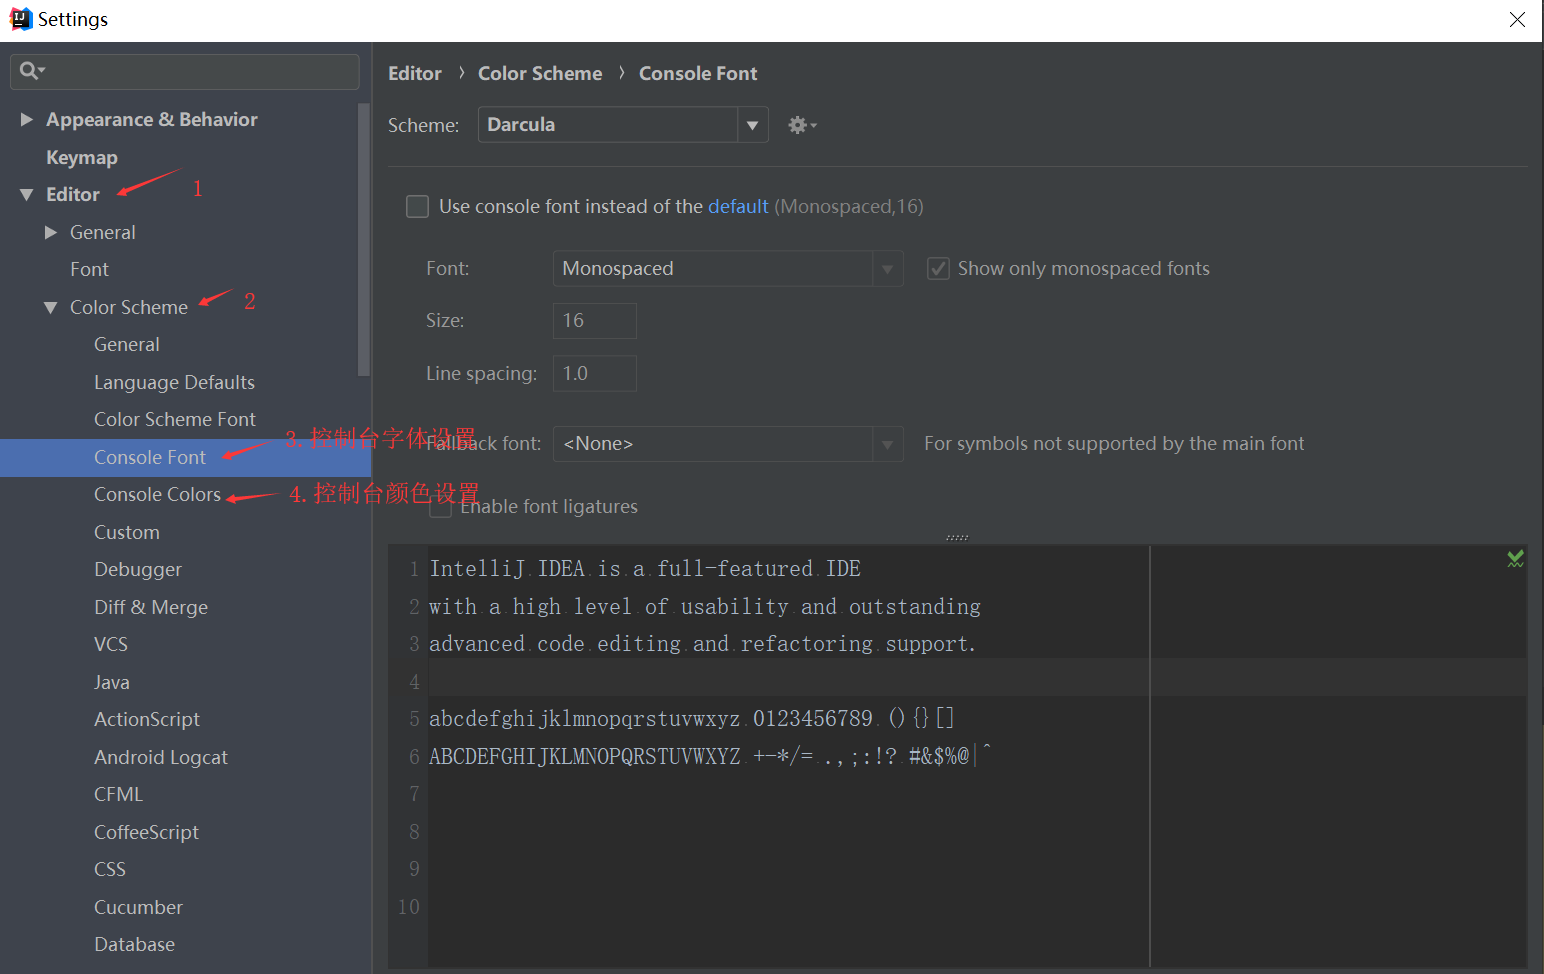 Settings
Appearance & Behavior
Keymap
Editor
1
General
Font
Color Scheme
2
General
Language Defaults
Color Scheme Font
Console Font
3. 控制台字体设置
Console Colors
4. 控制台颜色设置
Custom
Debugger
Diff & Merge
VCS
Java
ActionScript
Android Logcat
CFML
CoffeeScript
CSS
Cucumber
Database
Editor › Color Scheme › Console Font
Scheme: Darcula
Use console font instead of the default (Monospaced,16)
Font: Monospaced Show only monospaced fonts
Size: 16
Line spacing: 1.0
Fallback font: <None> For symbols not supported by the main font
Enable font ligatures
1 IntelliJ IDEA is a full-featured IDE
2 with a high level of usability and outstanding
3 advanced code editing and refactoring support.
4
5 abcdefghijklmnopqrstuvwxyz 0123456789 (){}[]
6 ABCDEFGHIJKLMNOPQRSTUVWXYZ +-*/= .,;:!? #&$%@|^
7
8
9
10